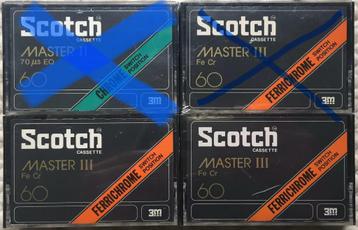 Scotch
CASSETTE
MASTER III
70 µs EQ
60
CHROME SWITCH
POSITION
3M
Scotch
CASSETTE
MASTER III
Fe Cr
60
FERRICHROME SWITCH
POSITION
3M
Scotch
CASSETTE
MASTER III
Fe Cr
60
FERRICHROME SWITCH
POSITION
3M
Scotch
CASSETTE
MASTER III
Fe Cr
60
FERRICHROME SWITCH
POSITION
3M